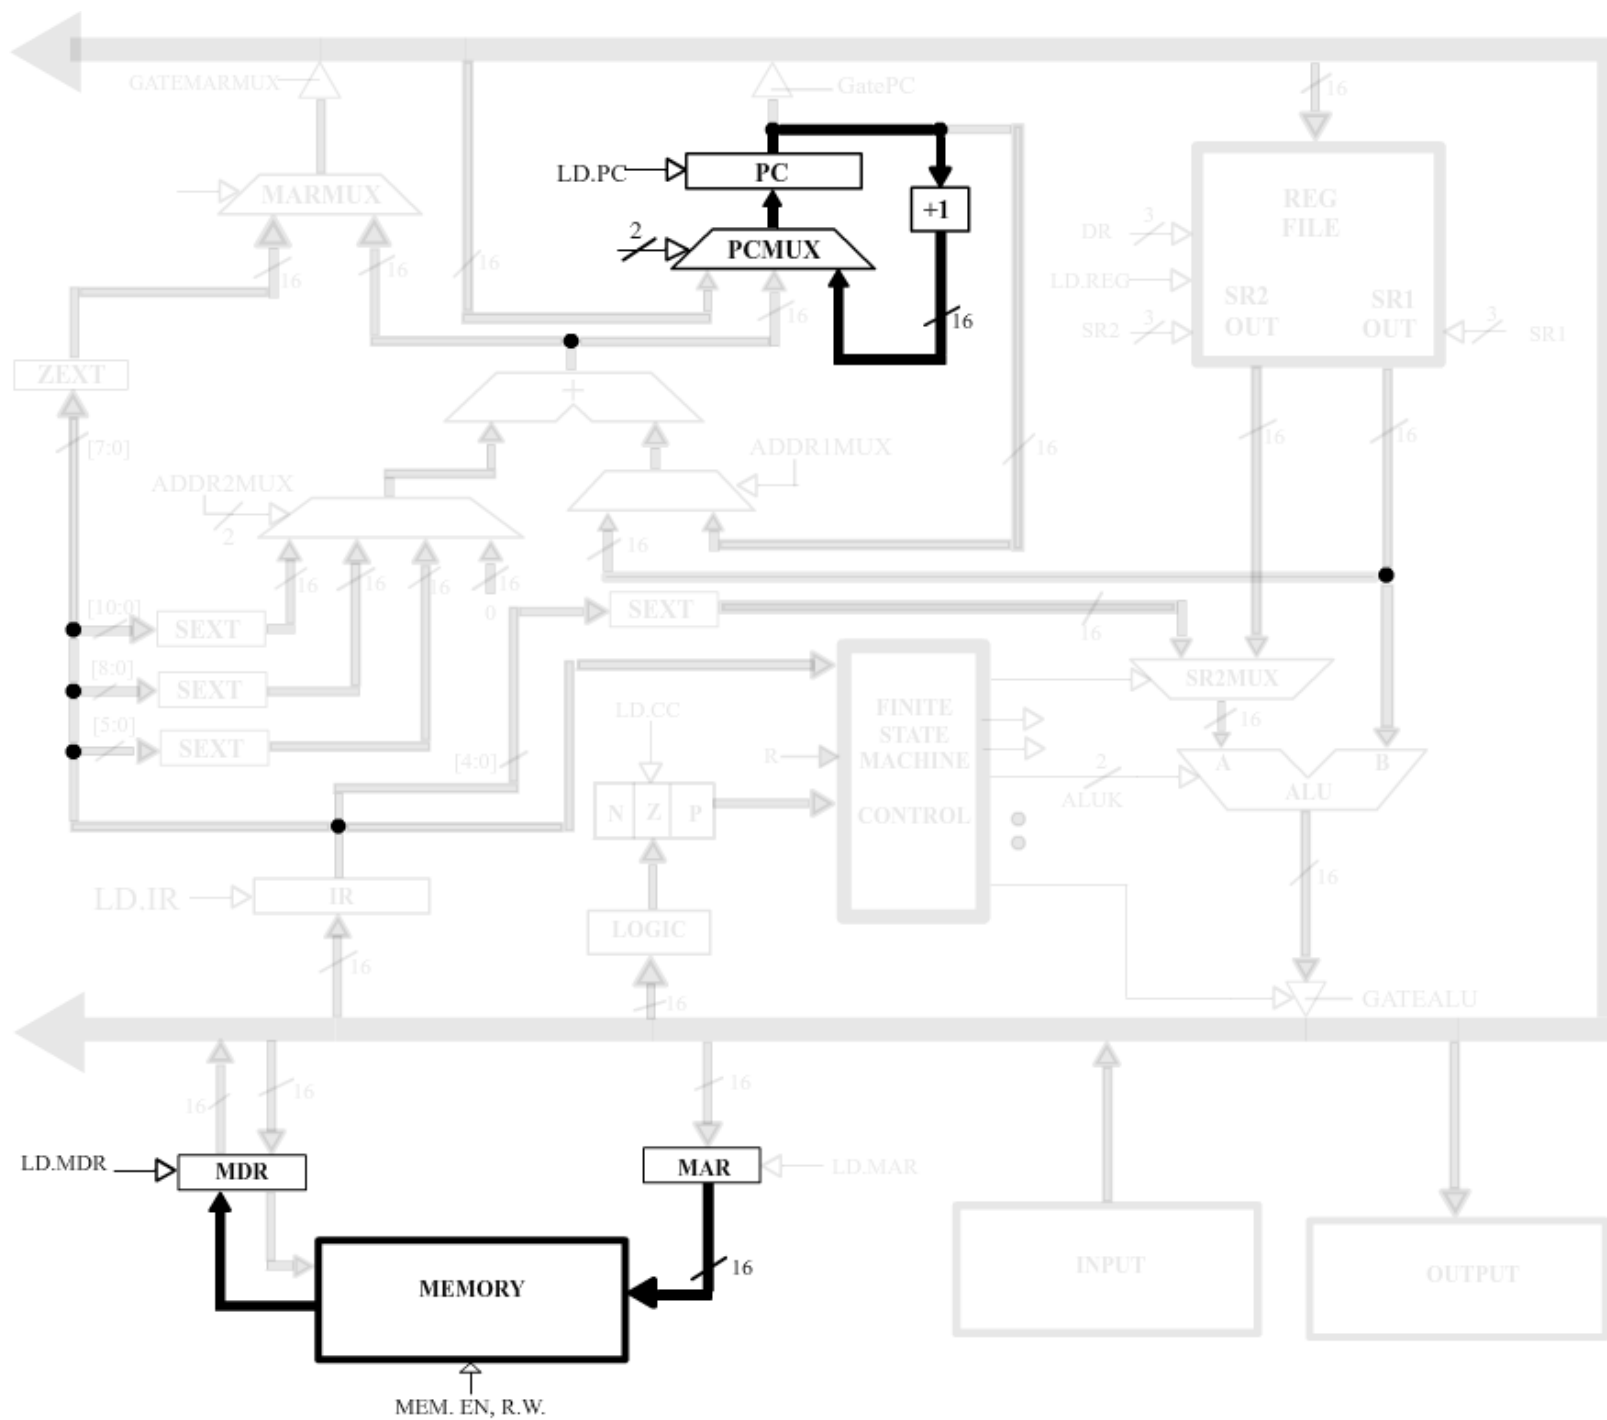 GATEMARMUX
GatePC
16
LD.PC
PC
MARMUX
+1
REG
FILE
2
PCMUX
DR
3
16
16
16
LD.REG
16
16
SR2
OUT
SR1
OUT
SR2
3
3
SR1
ZEXT
+
[7:0]
ADDR1MUX
16
16
16
ADDR2MUX
2
16
16
16
16
16
0
[10:0]
SEXT
SEXT
16
[8:0]
SEXT
SR2MUX
LD.CC
FINITE
STATE
MACHINE
CONTROL
16
[5:0]
SEXT
[4:0]
R
2
ALUK
A
B
ALU
N
Z
P
16
LD.IR
IR
LOGIC
16
16
GATEALU
16
16
16
LD.MDR
MDR
MAR
LD.MAR
16
MEMORY
INPUT
OUTPUT
MEM. EN, R.W.